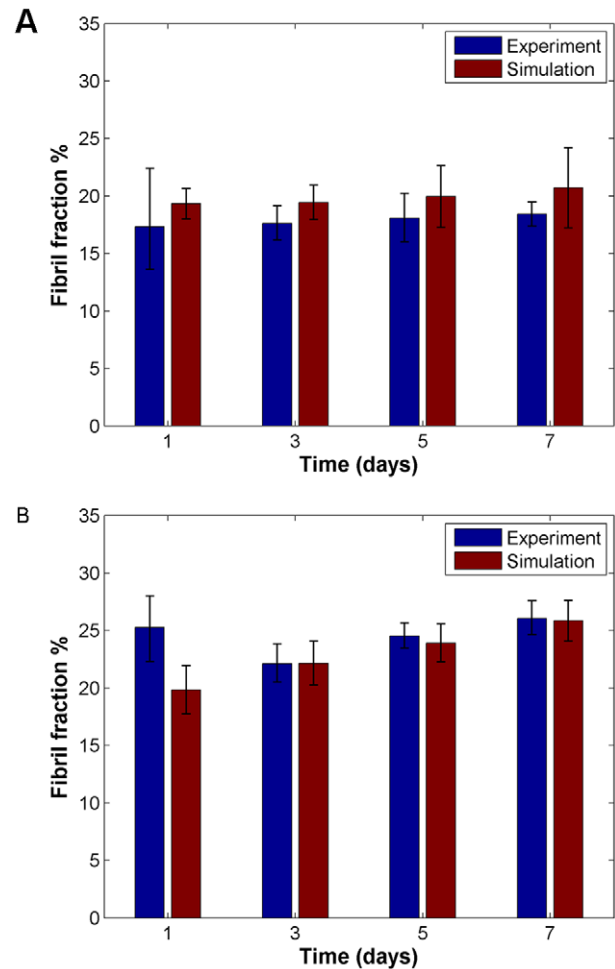 A
35
30
25
20
15
10
5
0
Fibril fraction %
Experiment
Simulation
1 3 5 7
Time (days)
B
35
30
25
20
15
10
5
0
Fibril fraction %
Experiment
Simulation
1 3 5 7
Time (days)